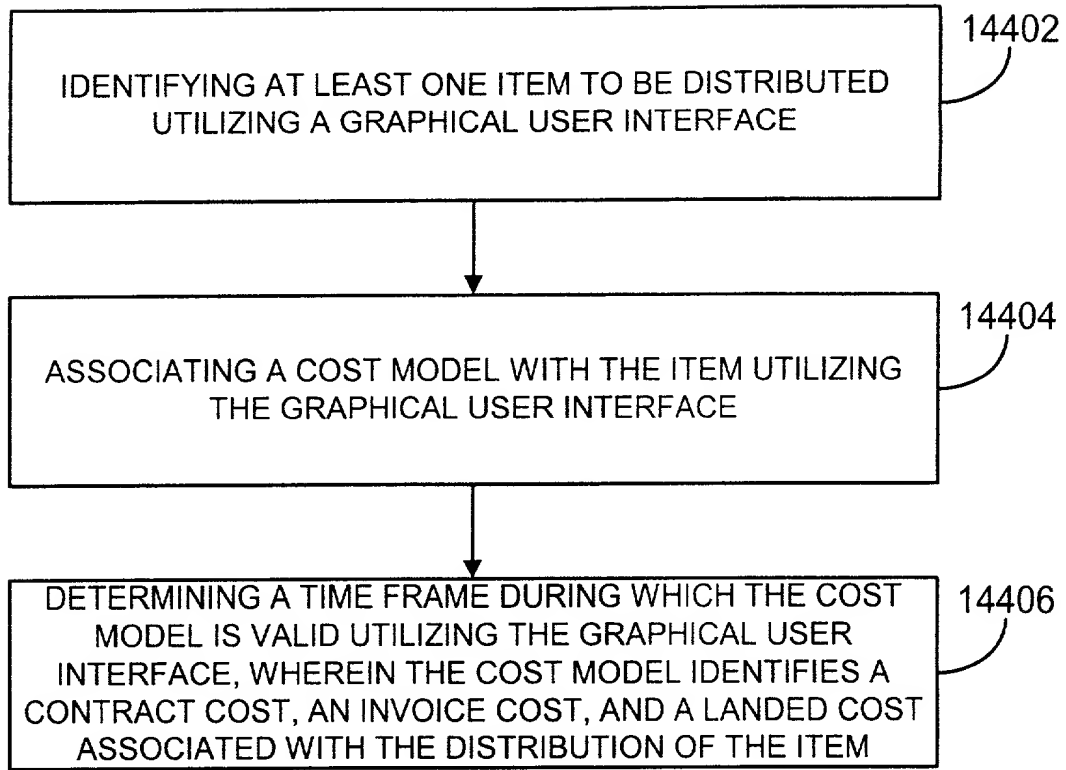 14402
IDENTIFYING AT LEAST ONE ITEM TO BE DISTRIBUTED
UTILIZING A GRAPHICAL USER INTERFACE
14404
ASSOCIATING A COST MODEL WITH THE ITEM UTILIZING
THE GRAPHICAL USER INTERFACE
14406
DETERMINING A TIME FRAME DURING WHICH THE COST
MODEL IS VALID UTILIZING THE GRAPHICAL USER
INTERFACE, WHEREIN THE COST MODEL IDENTIFIES A
CONTRACT COST, AN INVOICE COST, AND A LANDED COST
ASSOCIATED WITH THE DISTRIBUTION OF THE ITEM